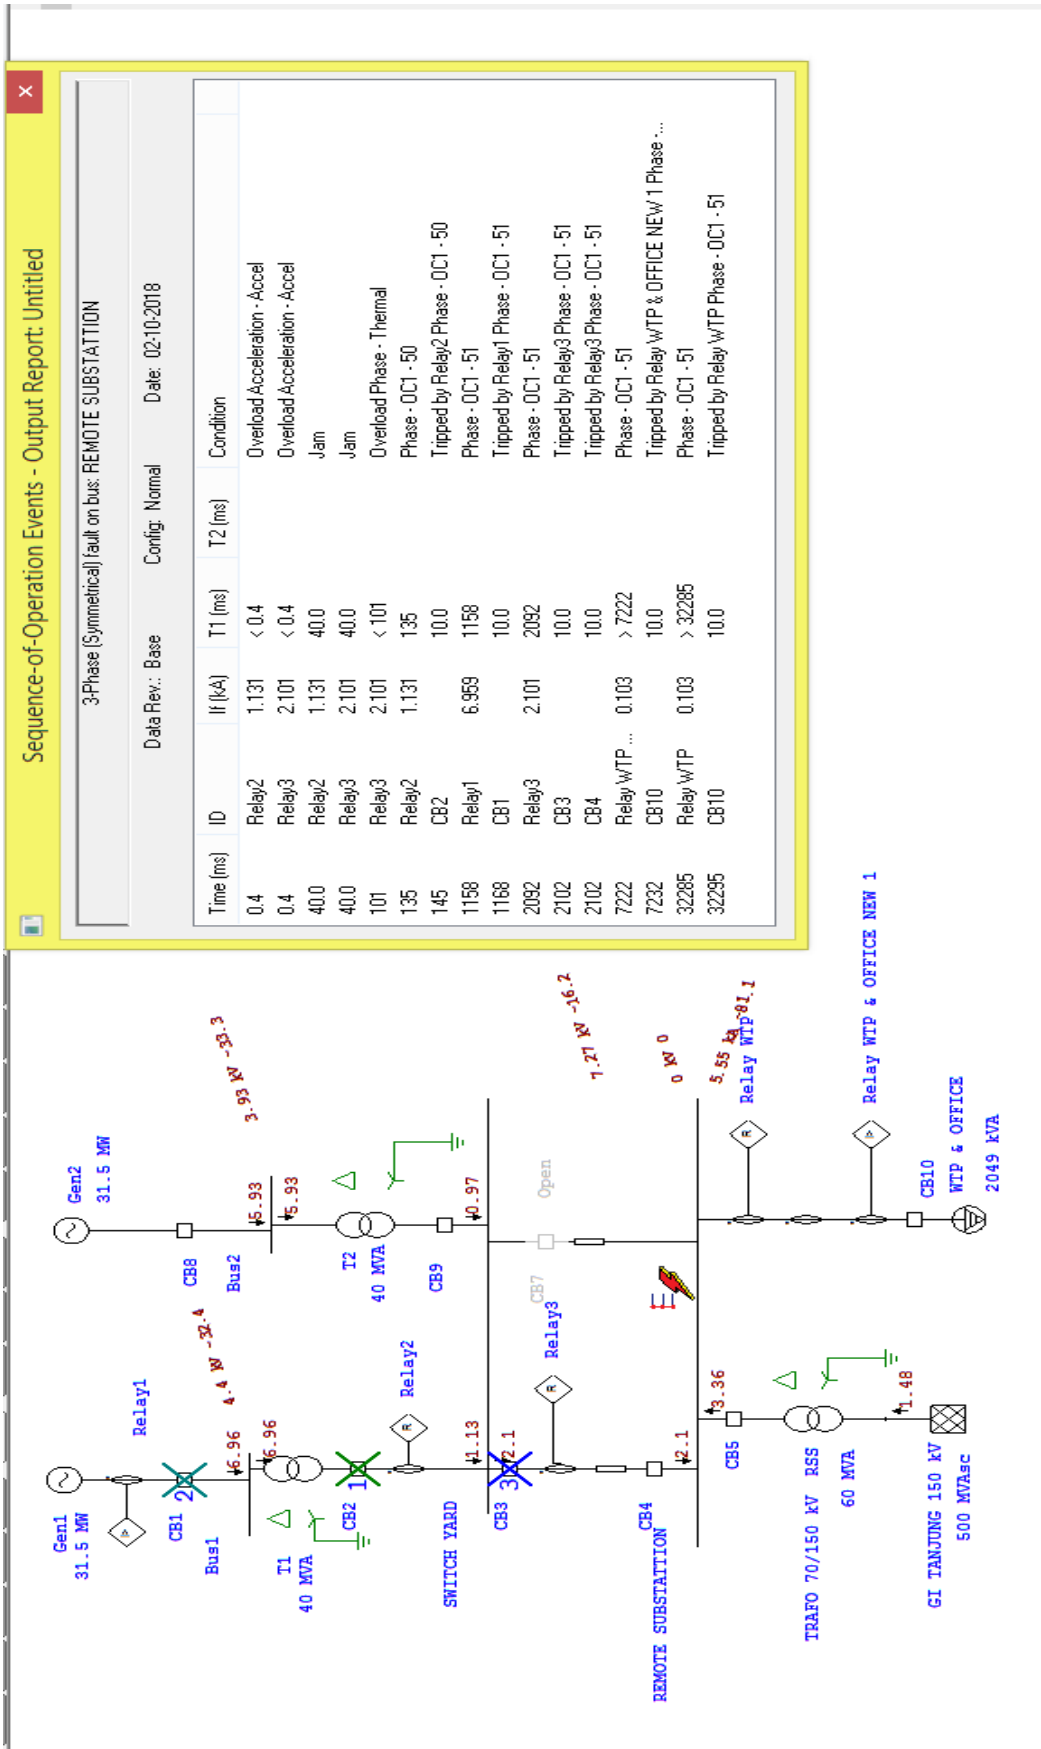 Sequence-of-Operation Events - Output Report: Untitled
X
3-Phase (Symmetrical) fault on bus: REMOTE SUBSTATTION
Data Rev.: Base Config: Normal Date: 02-10-2018
Time (ms) ID If (kA) T1 (ms) T2 (ms) Condition
0.4 Relay2 1.131 < 0.4 Overload Acceleration - Accel
0.4 Relay3 2.101 < 0.4 Overload Acceleration - Accel
40.0 Relay2 1.131 40.0 Jam
40.0 Relay3 2.101 40.0 Jam
101 Relay3 2.101 < 101 Overload Phase - Thermal
135 Relay2 1.131 135 Phase - OC1 - 50
145 CB2 10.0 Tripped by Relay2 Phase - OC1 - 50
1158 Relay1 6.959 1158 Phase - OC1 - 51
1168 CB1 10.0 Tripped by Relay1 Phase - OC1 - 51
2092 Relay3 2.101 2092 Phase - OC1 - 51
2102 CB3 10.0 Tripped by Relay3 Phase - OC1 - 51
2102 CB4 10.0 Tripped by Relay3 Phase - OC1 - 51
7222 Relay WTP ... 0.103 > 7222 Phase - OC1 - 51
7232 CB10 10.0 Tripped by Relay WTP & OFFICE NEW 1 Phase -...
32285 Relay WTP 0.103 > 32285 Phase - OC1 - 51
32295 CB10 10.0 Tripped by Relay WTP Phase - OC1 - 51
Gen1
31.5 MW
Relay1
CB1
2
6.96
4.4 kV -32.4
Bus1
6.96
T1
40 MVA
CB2
1
Relay2
1.13
SWITCH YARD
Gen2
31.5 MW
CB8
5.93
3.93 kV -33.3
Bus2
5.93
T2
40 MVA
CB9
0.97
7.27 kV -16.2
CB3
3
2.1
Relay3
CB7
Open
CB4
2.1
REMOTE SUBSTATTION
0 kV 0
5.55 kA -81.1
3.36
CB5
TRAFO 70/150 kV RSS
60 MVA
1.48
GI TANJUNG 150 kV
500 MVAsc
R
R
R
Relay WTP
Relay WTP & OFFICE NEW 1
CB10
WTP & OFFICE
2049 kVA